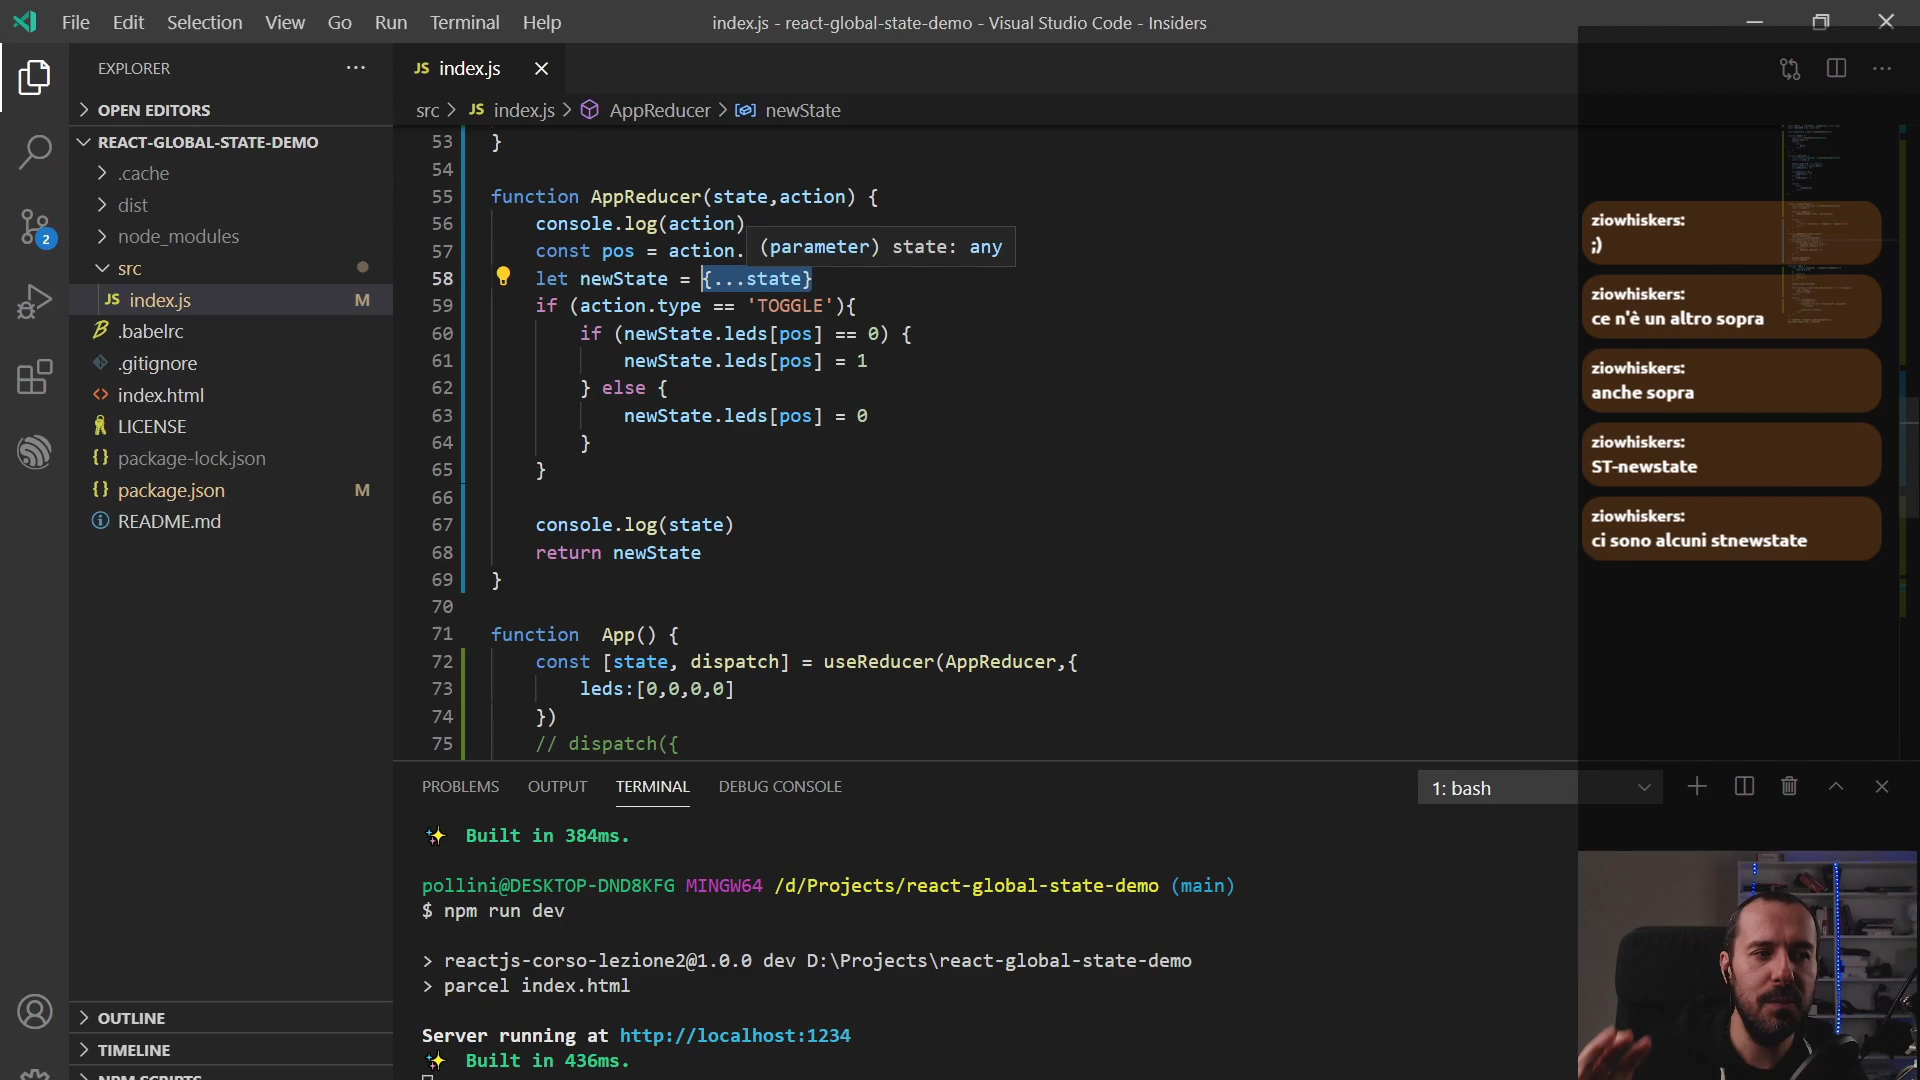 File Edit Selection View Go Run Terminal Help
index.js - react-global-state-demo - Visual Studio Code - Insiders
EXPLORER
OPEN EDITORS
REACT-GLOBAL-STATE-DEMO
.cache
dist
node_modules
src
JS index.js M
.babelrc
.gitignore
index.html
LICENSE
package-lock.json
package.json M
README.md
OUTLINE
TIMELINE
NPM SCRIPTS
2
JS index.js
src > JS index.js > AppReducer > newState
53 }
54
55 function AppReducer(state,action) {
56 console.log(action)
57 const pos = action.
(parameter) state: any
58 let newState = {...state}
59 if (action.type == 'TOGGLE'){
60 if (newState.leds[pos] == 0) {
61 newState.leds[pos] = 1
62 } else {
63 newState.leds[pos] = 0
64 }
65 }
66
67 console.log(state)
68 return newState
69 }
70
71 function App() {
72 const [state, dispatch] = useReducer(AppReducer,{
73 leds:[0,0,0,0]
74 })
75 // dispatch({
PROBLEMS OUTPUT TERMINAL DEBUG CONSOLE
1: bash
Built in 384ms.
pollini@DESKTOP-DND8KFG MINGW64 /d/Projects/react-global-state-demo (main)
$ npm run dev
> reactjs-corso-lezione2@1.0.0 dev D:\Projects\react-global-state-demo
> parcel index.html
Server running at http://localhost:1234
Built in 436ms.
ziowhiskers:
;)
ziowhiskers:
ce n'è un altro sopra
ziowhiskers:
anche sopra
ziowhiskers:
ST-newstate
ziowhiskers:
ci sono alcuni stnewstate